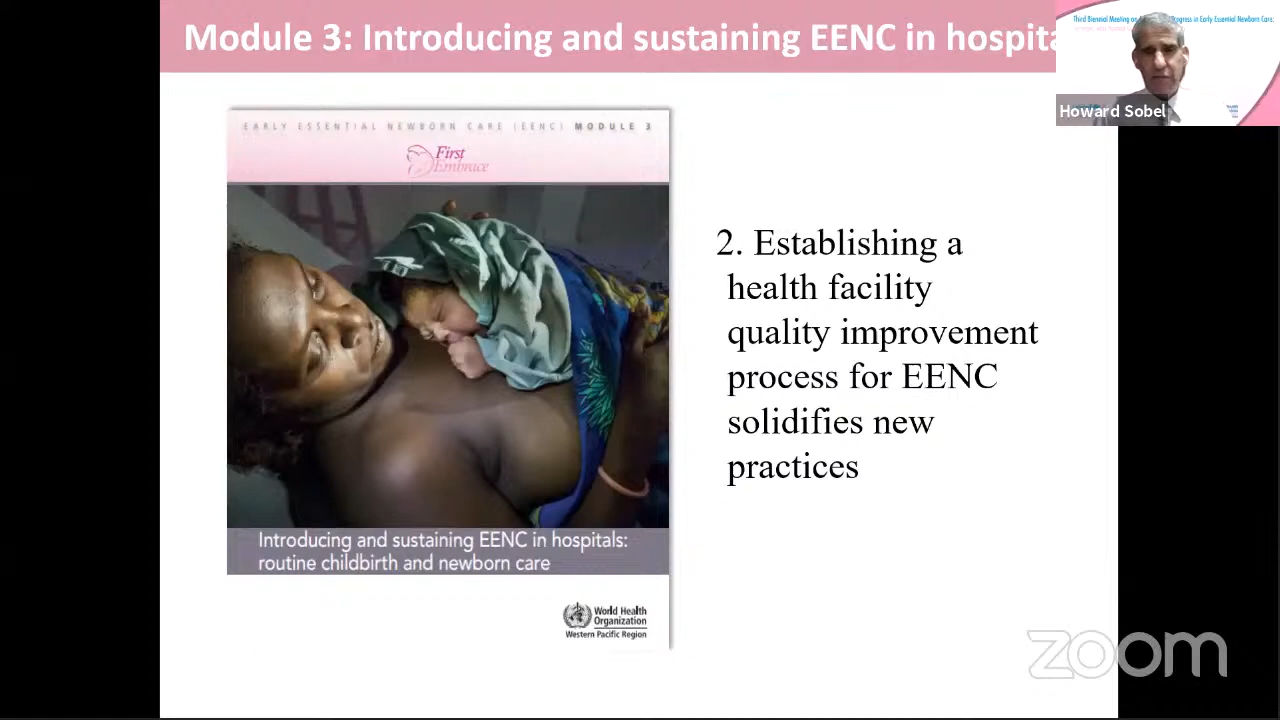 Module 3: Introducing and sustaining EENC in hospita
Third Biennial Meeting on
Progress in Early Essential Newborn Care:
Howard Sobel
EARLY ESSENTIAL NEWBORN CARE (EENC) MODULE 3
First
Embrace
2. Establishing a
health facility
quality improvement
process for EENC
solidifies new
practices
Introducing and sustaining EENC in hospitals:
routine childbirth and newborn care
World Health
Organization
Western Pacific Region
zoom